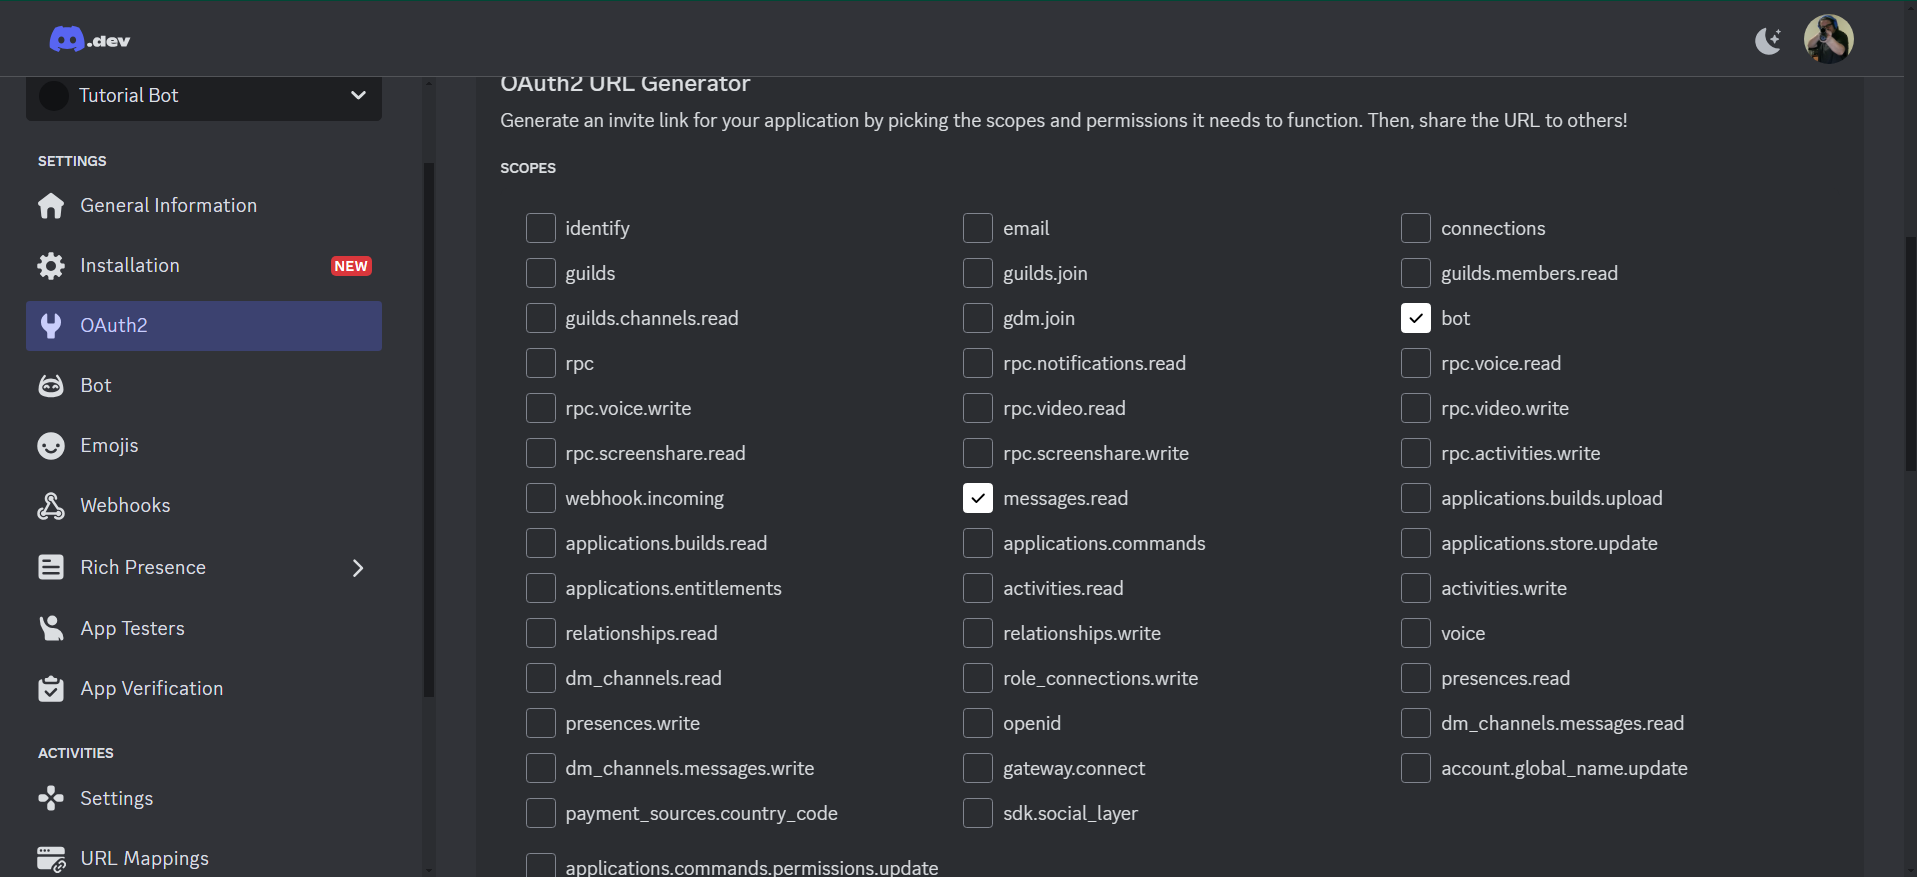 .dev
Tutorial Bot
SETTINGS
General Information
Installation NEW
OAuth2
Bot
Emojis
Webhooks
Rich Presence
App Testers
App Verification
ACTIVITIES
Settings
URL Mappings
OAuth2 URL Generator
Generate an invite link for your application by picking the scopes and permissions it needs to function. Then, share the URL to others!
SCOPES
identify email connections
guilds guilds.join guilds.members.read
guilds.channels.read gdm.join bot
rpc rpc.notifications.read rpc.voice.read
rpc.voice.write rpc.video.read rpc.video.write
rpc.screenshare.read rpc.screenshare.write rpc.activities.write
webhook.incoming messages.read applications.builds.upload
applications.builds.read applications.commands applications.store.update
applications.entitlements activities.read activities.write
relationships.read relationships.write voice
dm_channels.read role_connections.write presences.read
presences.write openid dm_channels.messages.read
dm_channels.messages.write gateway.connect account.global_name.update
payment_sources.country_code sdk.social_layer
applications.commands.permissions.update